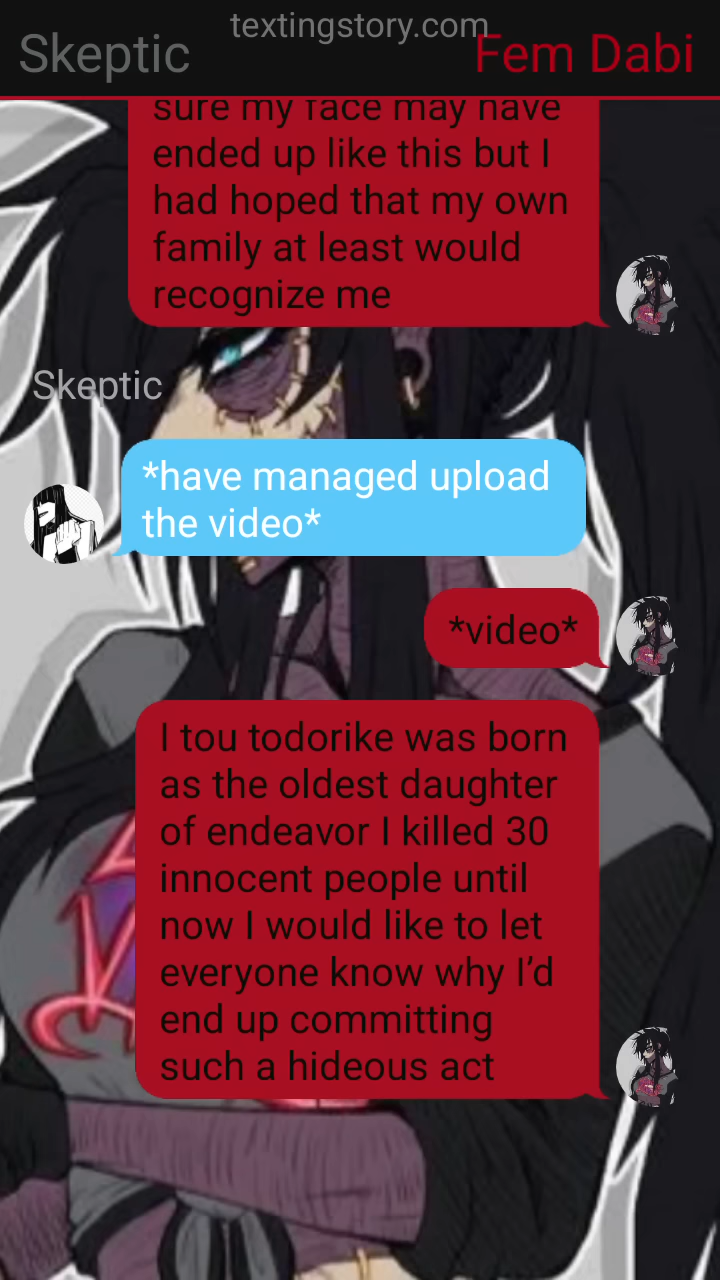 textingstory.com
Skeptic
Fem Dabi
sure my face may have
ended up like this but I
had hoped that my own
family at least would
recognize me
Skeptic
*have managed upload
the video*
*video*
I tou todorike was born
as the oldest daughter
of endeavor I killed 30
innocent people until
now I would like to let
everyone know why I’d
end up committing
such a hideous act